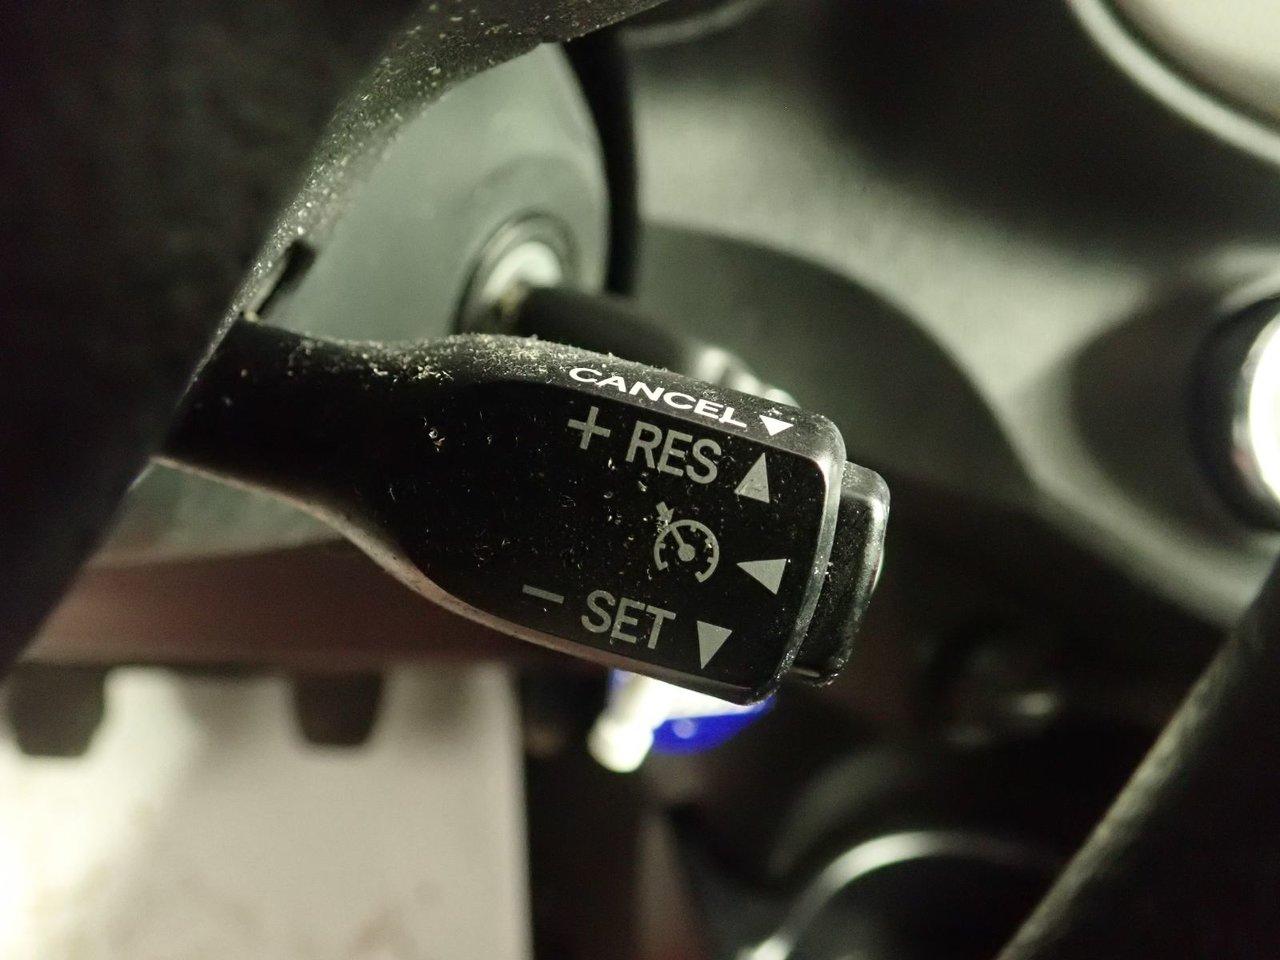 CANCEL ▼
+ RES ▲
◀
− SET ▼